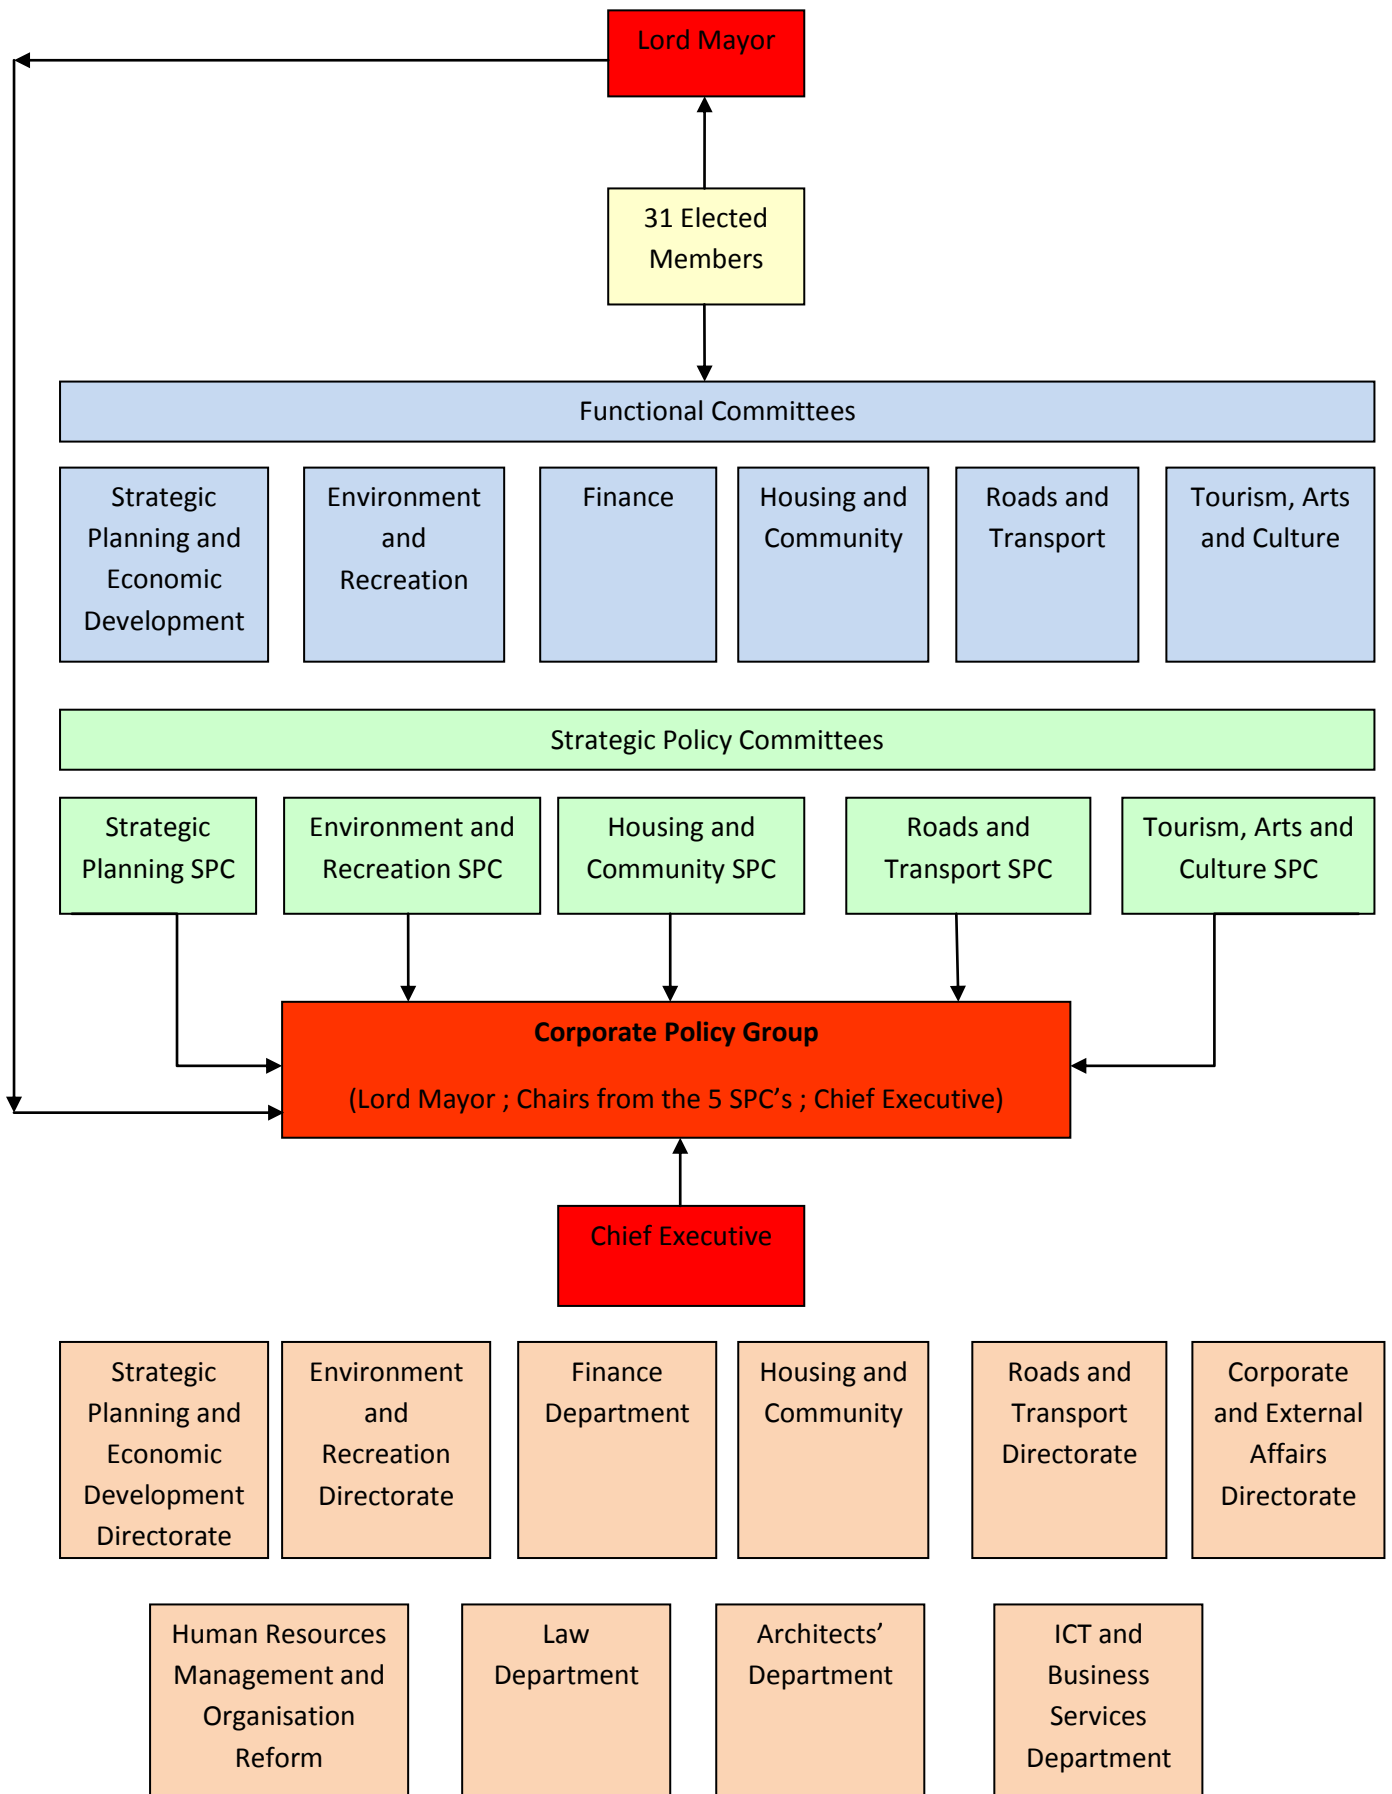 Lord Mayor
31 Elected
Members
Functional Committees
Strategic
Planning and
Economic
Development
Environment
and
Recreation
Finance
Housing and
Community
Roads and
Transport
Tourism, Arts
and Culture
Strategic Policy Committees
Strategic
Planning SPC
Environment and
Recreation SPC
Housing and
Community SPC
Roads and
Transport SPC
Tourism, Arts and
Culture SPC
Corporate Policy Group
(Lord Mayor ; Chairs from the 5 SPC’s ; Chief Executive)
Chief Executive
Strategic
Planning and
Economic
Development
Directorate
Environment
and
Recreation
Directorate
Finance
Department
Housing and
Community
Roads and
Transport
Directorate
Corporate
and External
Affairs
Directorate
Human Resources
Management and
Organisation
Reform
Law
Department
Architects’
Department
ICT and
Business
Services
Department